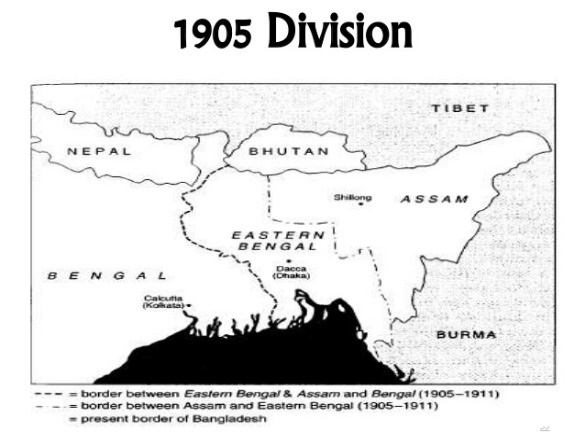 1905 Division
TIBET
NEPAL
BHUTAN
Shillong
ASSAM
EASTERN
BENGAL
Dacca
(Dhaka)
BENGAL
Calcutta
(Kolkata)
BURMA
---- = border between Eastern Bengal & Assam and Bengal (1905–1911)
—·—·— = border between Assam and Eastern Bengal (1905–1911)
= present border of Bangladesh